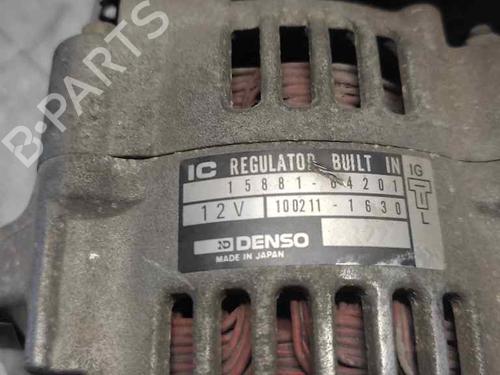 B-PARTS
IC REGULATOR BUILT IN IG
15881-64201
12V 100211-1630 L
DENSO
MADE IN JAPAN